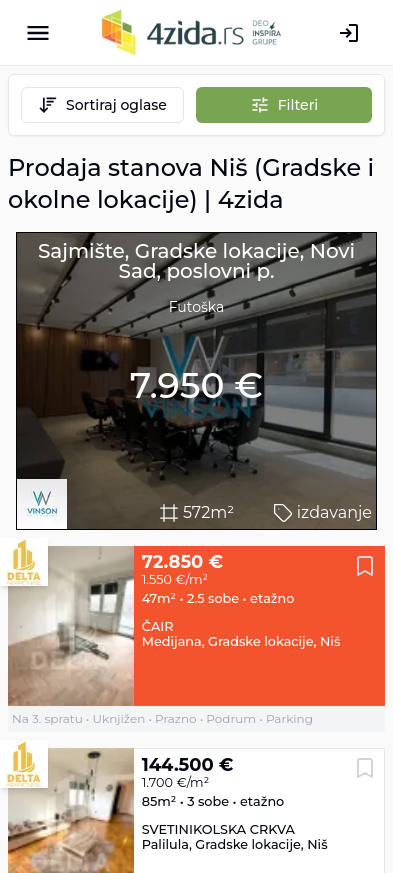 4zida.rs
DEO
INSPIRA
GRUPE
Sortiraj oglase
Filteri
Prodaja stanova Niš (Gradske i
okolne lokacije) | 4zida
Sajmište, Gradske lokacije, Novi
Sad, poslovni p.
Futoška
VINSON
7.950 €
VINSON
572m²
izdavanje
DELTA
DELTA
72.850 €
1.550 €/m²
47m² • 2.5 sobe • etažno
ČAIR
Medijana, Gradske lokacije, Niš
Na 3. spratu • Uknjižen • Prazno • Podrum • Parking
DELTA
144.500 €
1.700 €/m²
85m² • 3 sobe • etažno
SVETINIKOLSKA CRKVA
Palilula, Gradske lokacije, Niš